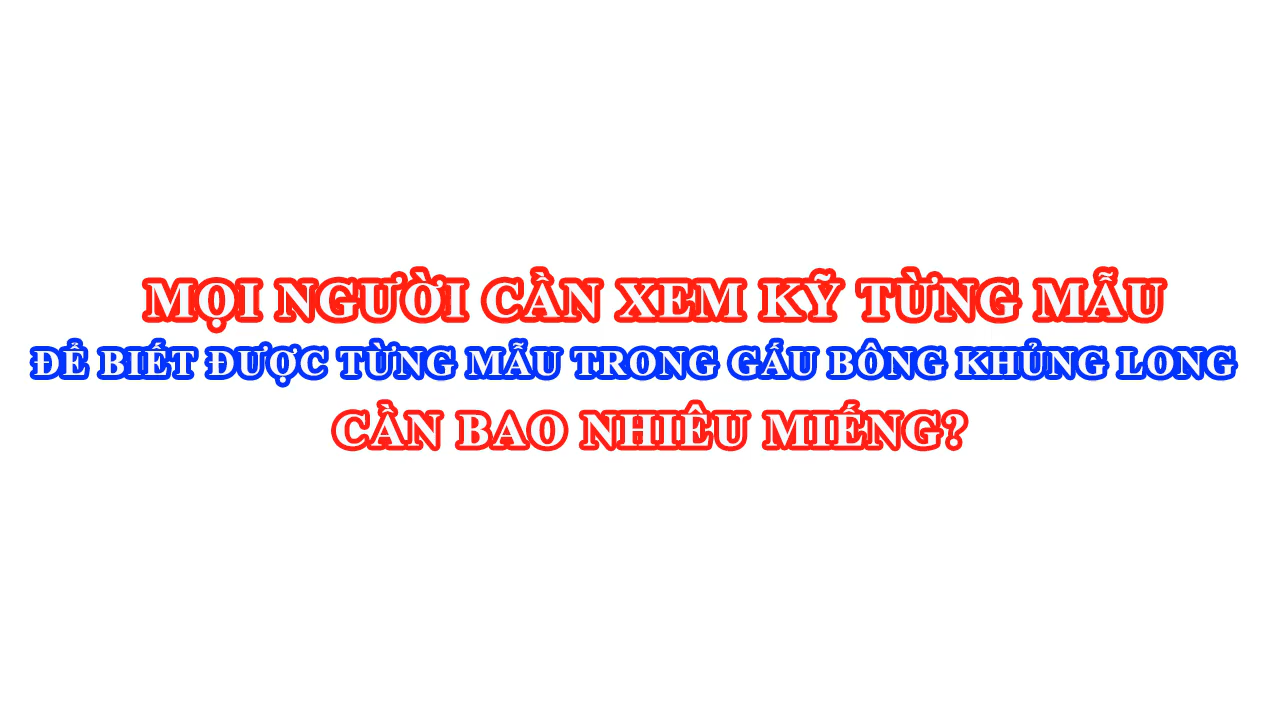 MỌI NGƯỜI CẦN XEM KỸ TỪNG MẪU
ĐỂ BIẾT ĐƯỢC TỪNG MẪU TRONG GẤU BÔNG KHỦNG LONG
CẦN BAO NHIÊU MIẾNG?